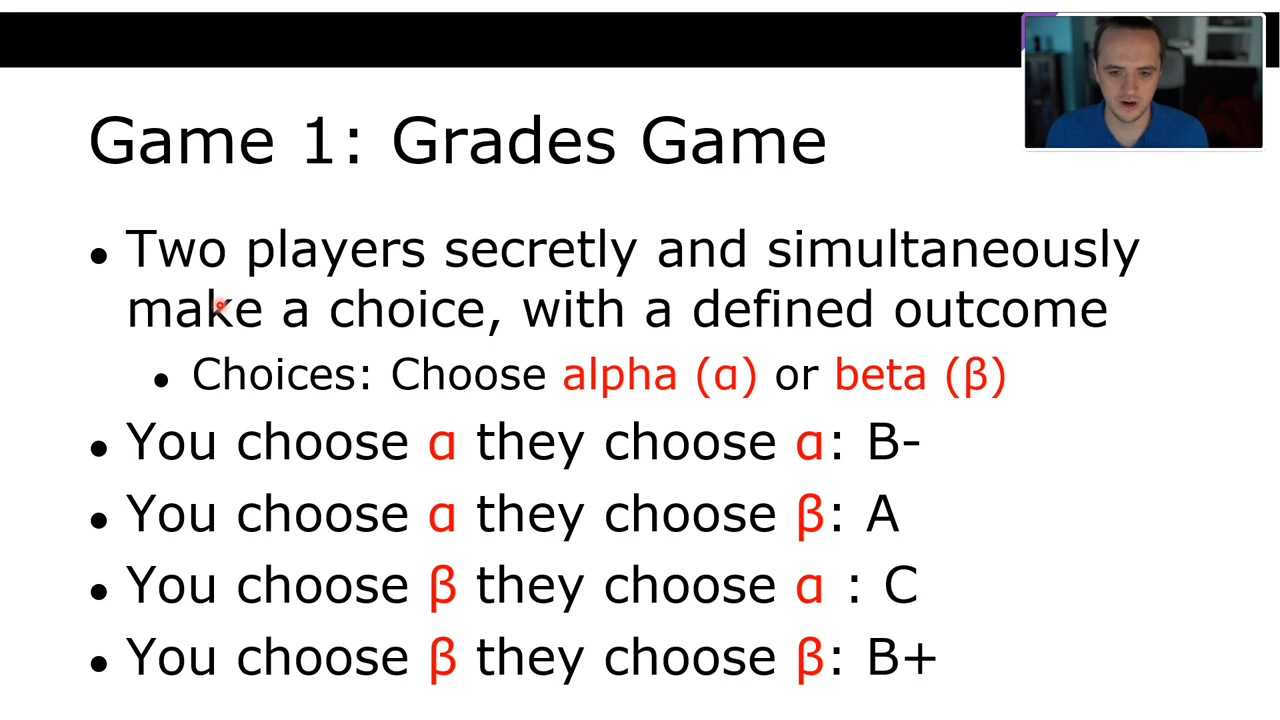 Game 1: Grades Game
● Two players secretly and simultaneously
make a choice, with a defined outcome
● Choices: Choose alpha (α) or beta (β)
● You choose α they choose α: B-
● You choose α they choose β: A
● You choose β they choose α : C
● You choose β they choose β: B+